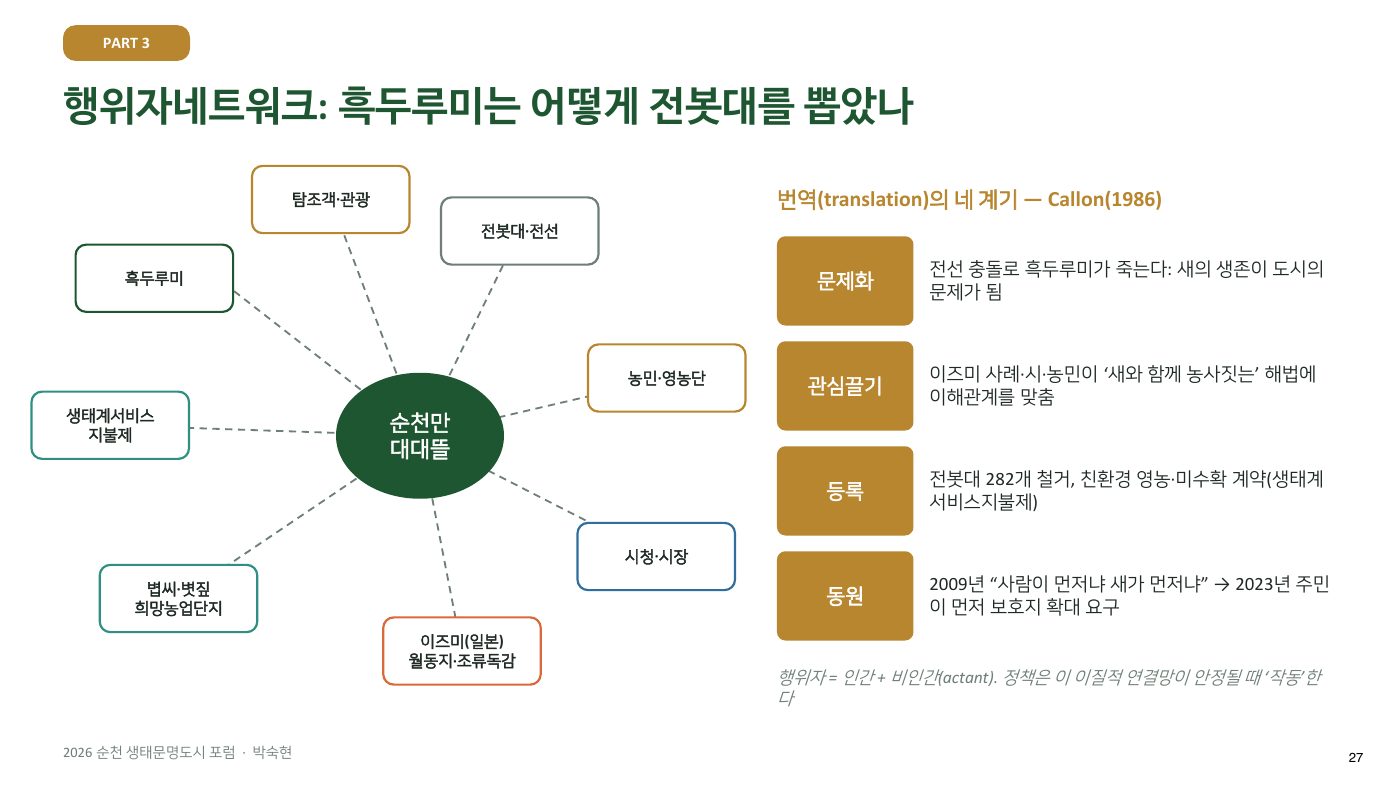 PART 3
행위자네트워크: 흑두루미는 어떻게 전봇대를 뽑았나
탐조객·관광
전봇대·전선
흑두루미
농민·영농단
생태계서비스
지불제
순천만
대대뜰
시청·시장
볍씨·볏짚
희망농업단지
이즈미(일본)
월동지·조류독감
번역(translation)의 네 계기 — Callon(1986)
문제화
전선 충돌로 흑두루미가 죽는다: 새의 생존이 도시의
문제가 됨
관심끌기
이즈미 사례·시·농민이 ‘새와 함께 농사짓는’ 해법에
이해관계를 맞춤
등록
전봇대 282개 철거, 친환경 영농·미수확 계약(생태계
서비스지불제)
동원
2009년 “사람이 먼저냐 새가 먼저냐” → 2023년 주민
이 먼저 보호지 확대 요구
행위자 = 인간 + 비인간(actant). 정책은 이 이질적 연결망이 안정될 때 ‘작동’한
다
2026 순천 생태문명도시 포럼 · 박숙현
27